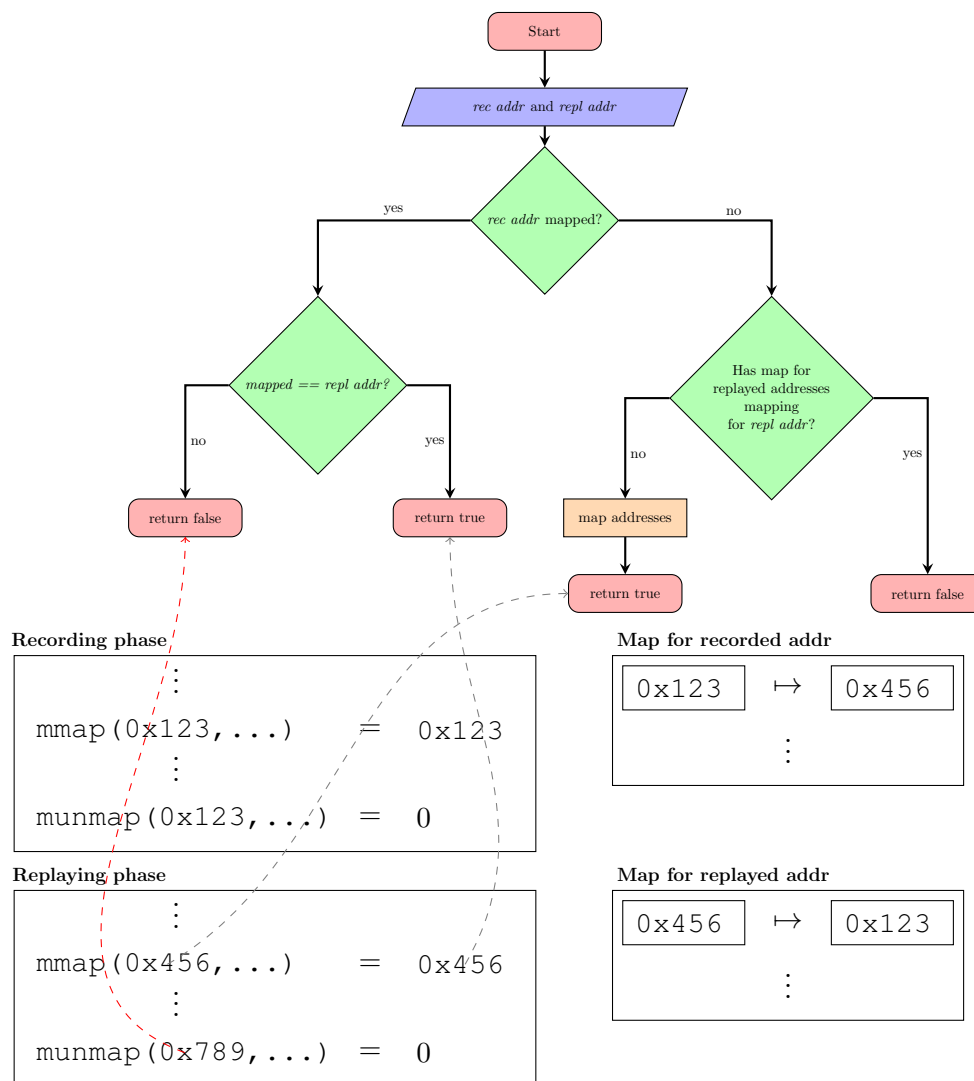 Start
rec addr and repl addr
rec addr mapped?
yes
no
mapped == repl addr?
Has map for
replayed addresses
mapping
for repl addr?
no
yes
no
yes
return false
return true
map addresses
return true
return false
Recording phase
⋮
mmap(0x123,...) = 0x123
⋮
munmap(0x123,...) = 0
Map for recorded addr
0x123 ↦ 0x456
⋮
Replaying phase
⋮
mmap(0x456,...) = 0x456
⋮
munmap(0x789,...) = 0
Map for replayed addr
0x456 ↦ 0x123
⋮